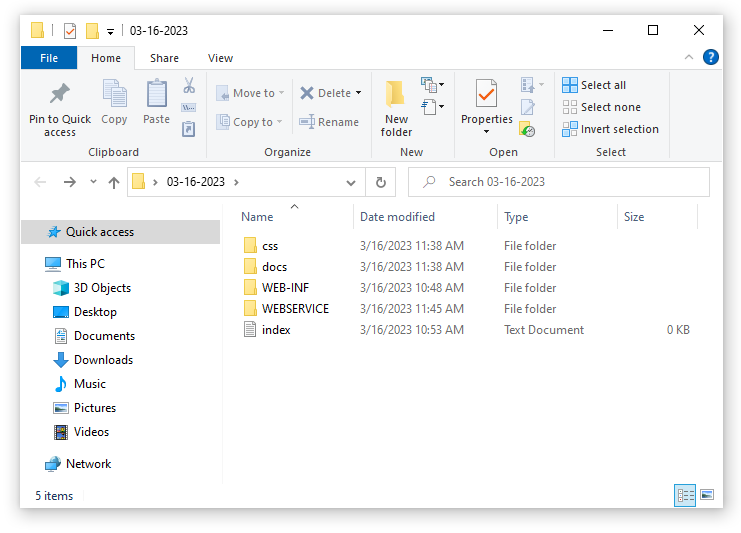 03-16-2023
File Home Share View
Pin to Quick access Copy Paste Move to Copy to Delete Rename New folder Properties Select all Select none Invert selection
Clipboard Organize New Open Select
03-16-2023 Search 03-16-2023
Name Date modified Type Size
Quick access
This PC
3D Objects
Desktop
Documents
Downloads
Music
Pictures
Videos
Network
css 3/16/2023 11:38 AM File folder
docs 3/16/2023 11:38 AM File folder
WEB-INF 3/16/2023 10:48 AM File folder
WEBSERVICE 3/16/2023 11:45 AM File folder
index 3/16/2023 10:53 AM Text Document 0 KB
5 items